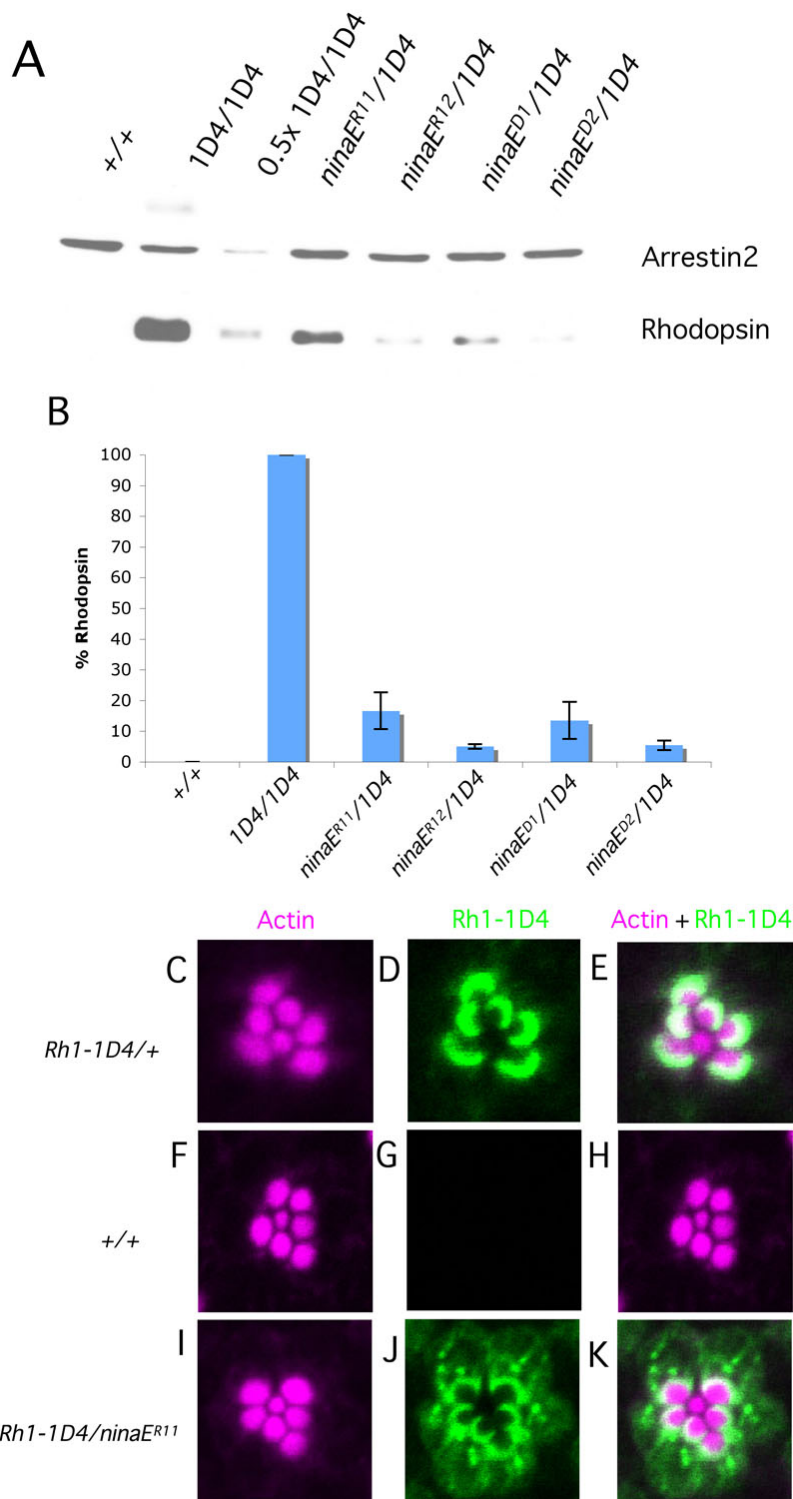 A
+/+
1D4/1D4
0.5x 1D4/1D4
ninaE^R11/1D4
ninaE^R12/1D4
ninaE^D1/1D4
ninaE^D2/1D4
Arrestin2
Rhodopsin
B
% Rhodopsin
100
90
80
70
60
50
40
30
20
10
0
+/+
1D4/1D4
ninaE^R11/1D4
ninaE^R12/1D4
ninaE^D1/1D4
ninaE^D2/1D4
Actin
Rh1-1D4
Actin + Rh1-1D4
C
D
E
Rh1-1D4/+
F
G
H
+/+
I
J
K
Rh1-1D4/ninaE^R11